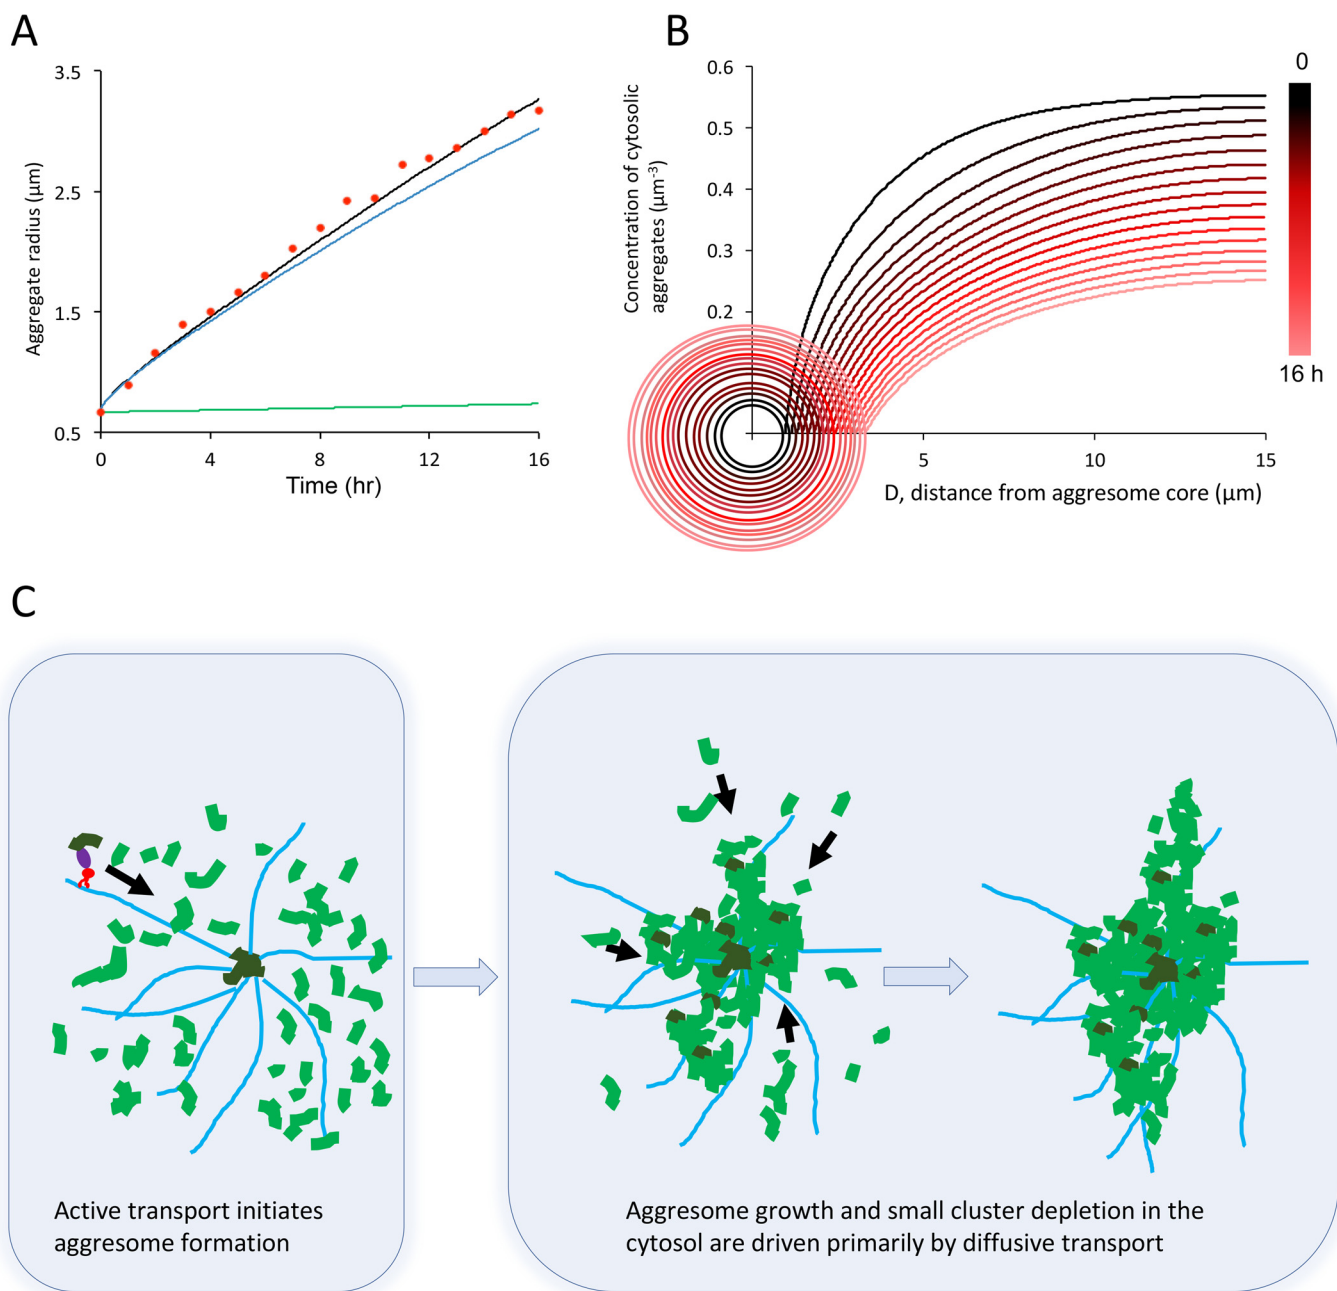 A
3.5
2.5
1.5
0.5
Aggregate radius (μm)
0
4
8
12
16
Time (hr)
B
0.6
0.5
0.4
0.3
0.2
Concentration of cytosolic
aggregates (μm-3)
5
10
15
D, distance from aggresome core (μm)
0
16 h
C
Active transport initiates
aggresome formation
Aggresome growth and small cluster depletion in the
cytosol are driven primarily by diffusive transport